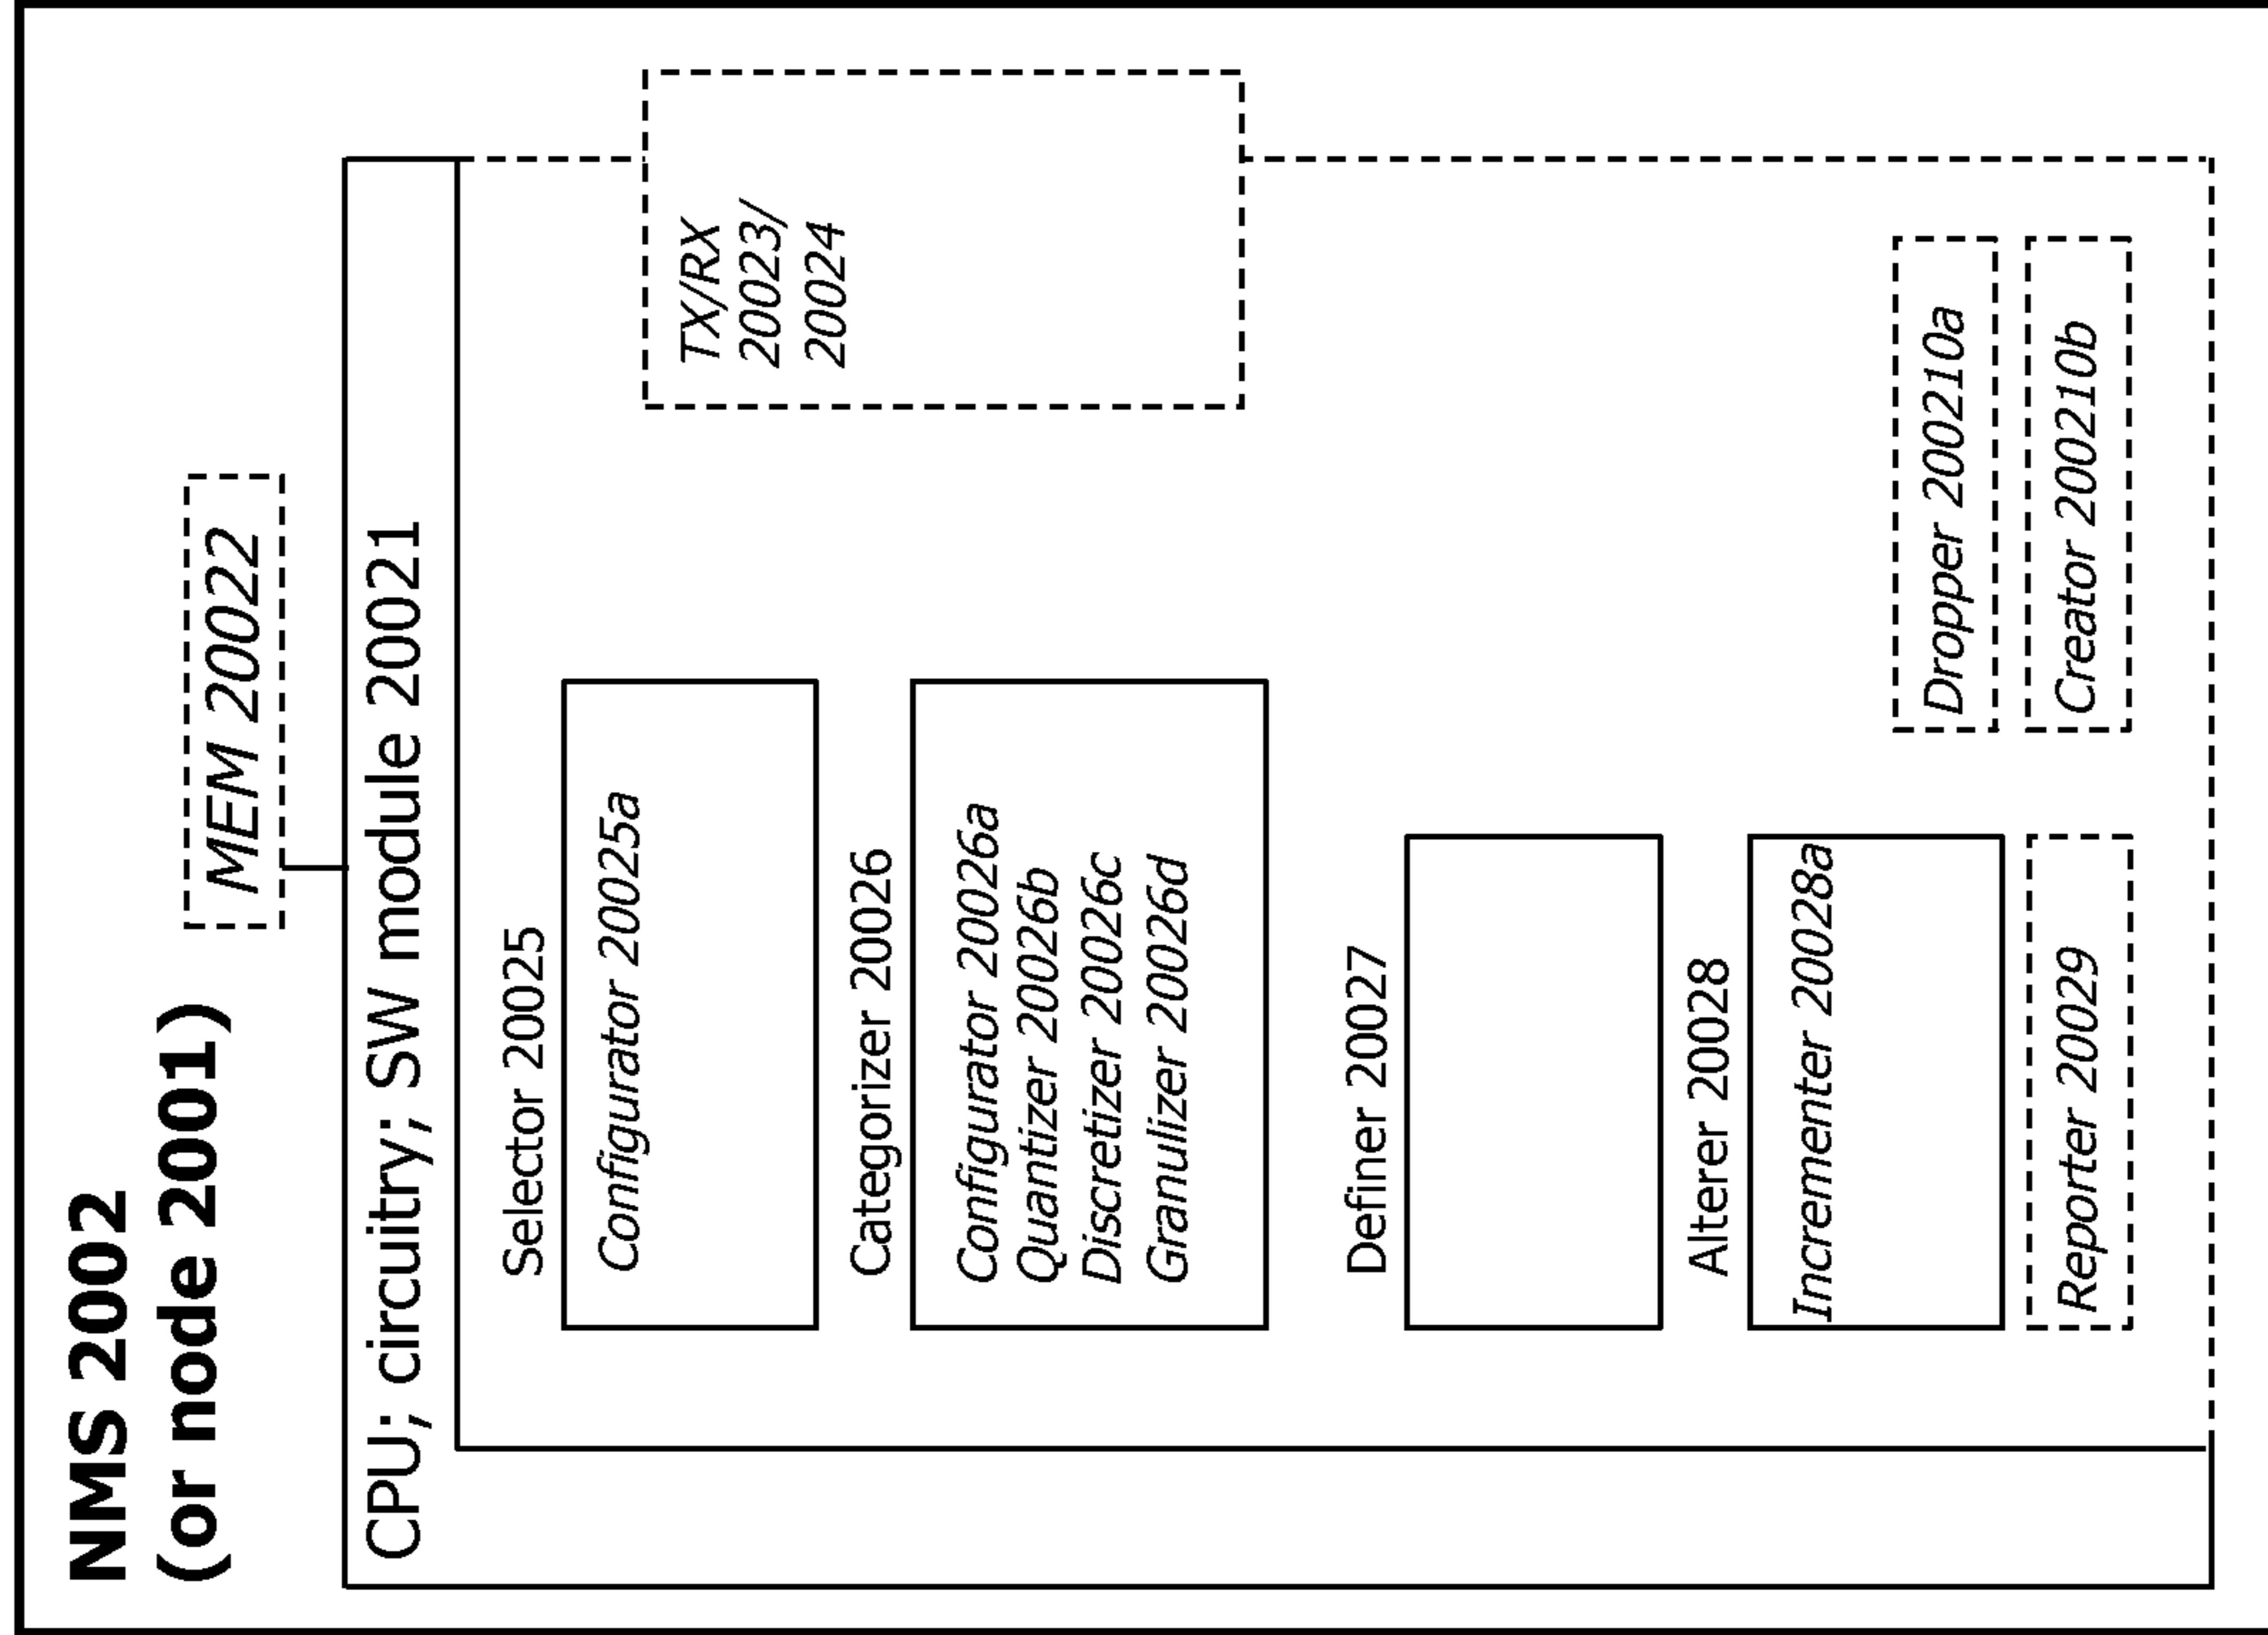 NMS 2002
(or node 2001)
MEM 20022
CPU; circuitry; SW module 20021
Selector 20025
Configurator 20025a
TX/RX
20023/
20024
Categorizer 20026
Configurator 20026a
Quantizer 20026b
Discretizer 20026c
Granulizer 20026d
Definer 20027
Alterer 20028
Incrementer 20028a
Dropper 200210a
Reporter 20029
Creator 200210b